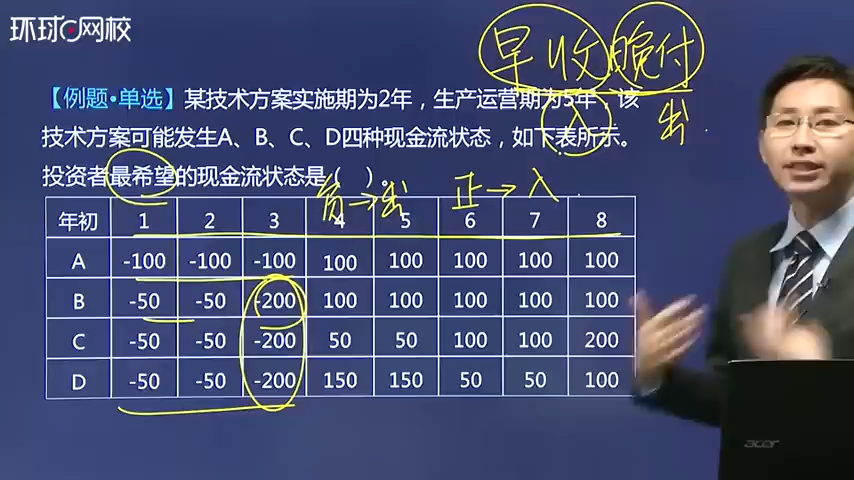 环球网校
早收晚付
入 出
【例题·单选】某技术方案实施期为2年，生产运营期为5年，该
技术方案可能发生A、B、C、D四种现金流状态，如下表所示。
投资者最希望的现金流状态是（ ）。
负→出 正→入
年初 1 2 3 4 5 6 7 8
A -100 -100 -100 100 100 100 100 100
B -50 -50 -200 100 100 100 100 100
C -50 -50 -200 50 50 100 100 200
D -50 -50 -200 150 150 50 50 100
acer